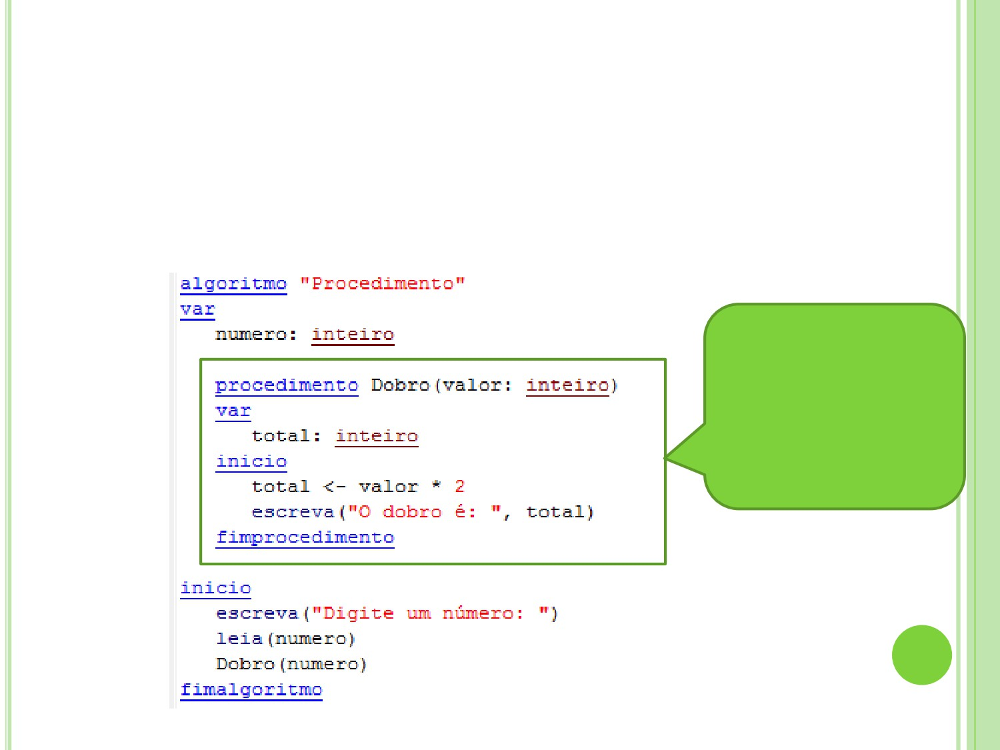 algoritmo "Procedimento"
var
numero: inteiro
procedimento Dobro(valor: inteiro)
var
total: inteiro
inicio
total <- valor * 2
escreva("O dobro é: ", total)
fimprocedimento
inicio
escreva("Digite um número: ")
leia(numero)
Dobro(numero)
fimalgoritmo